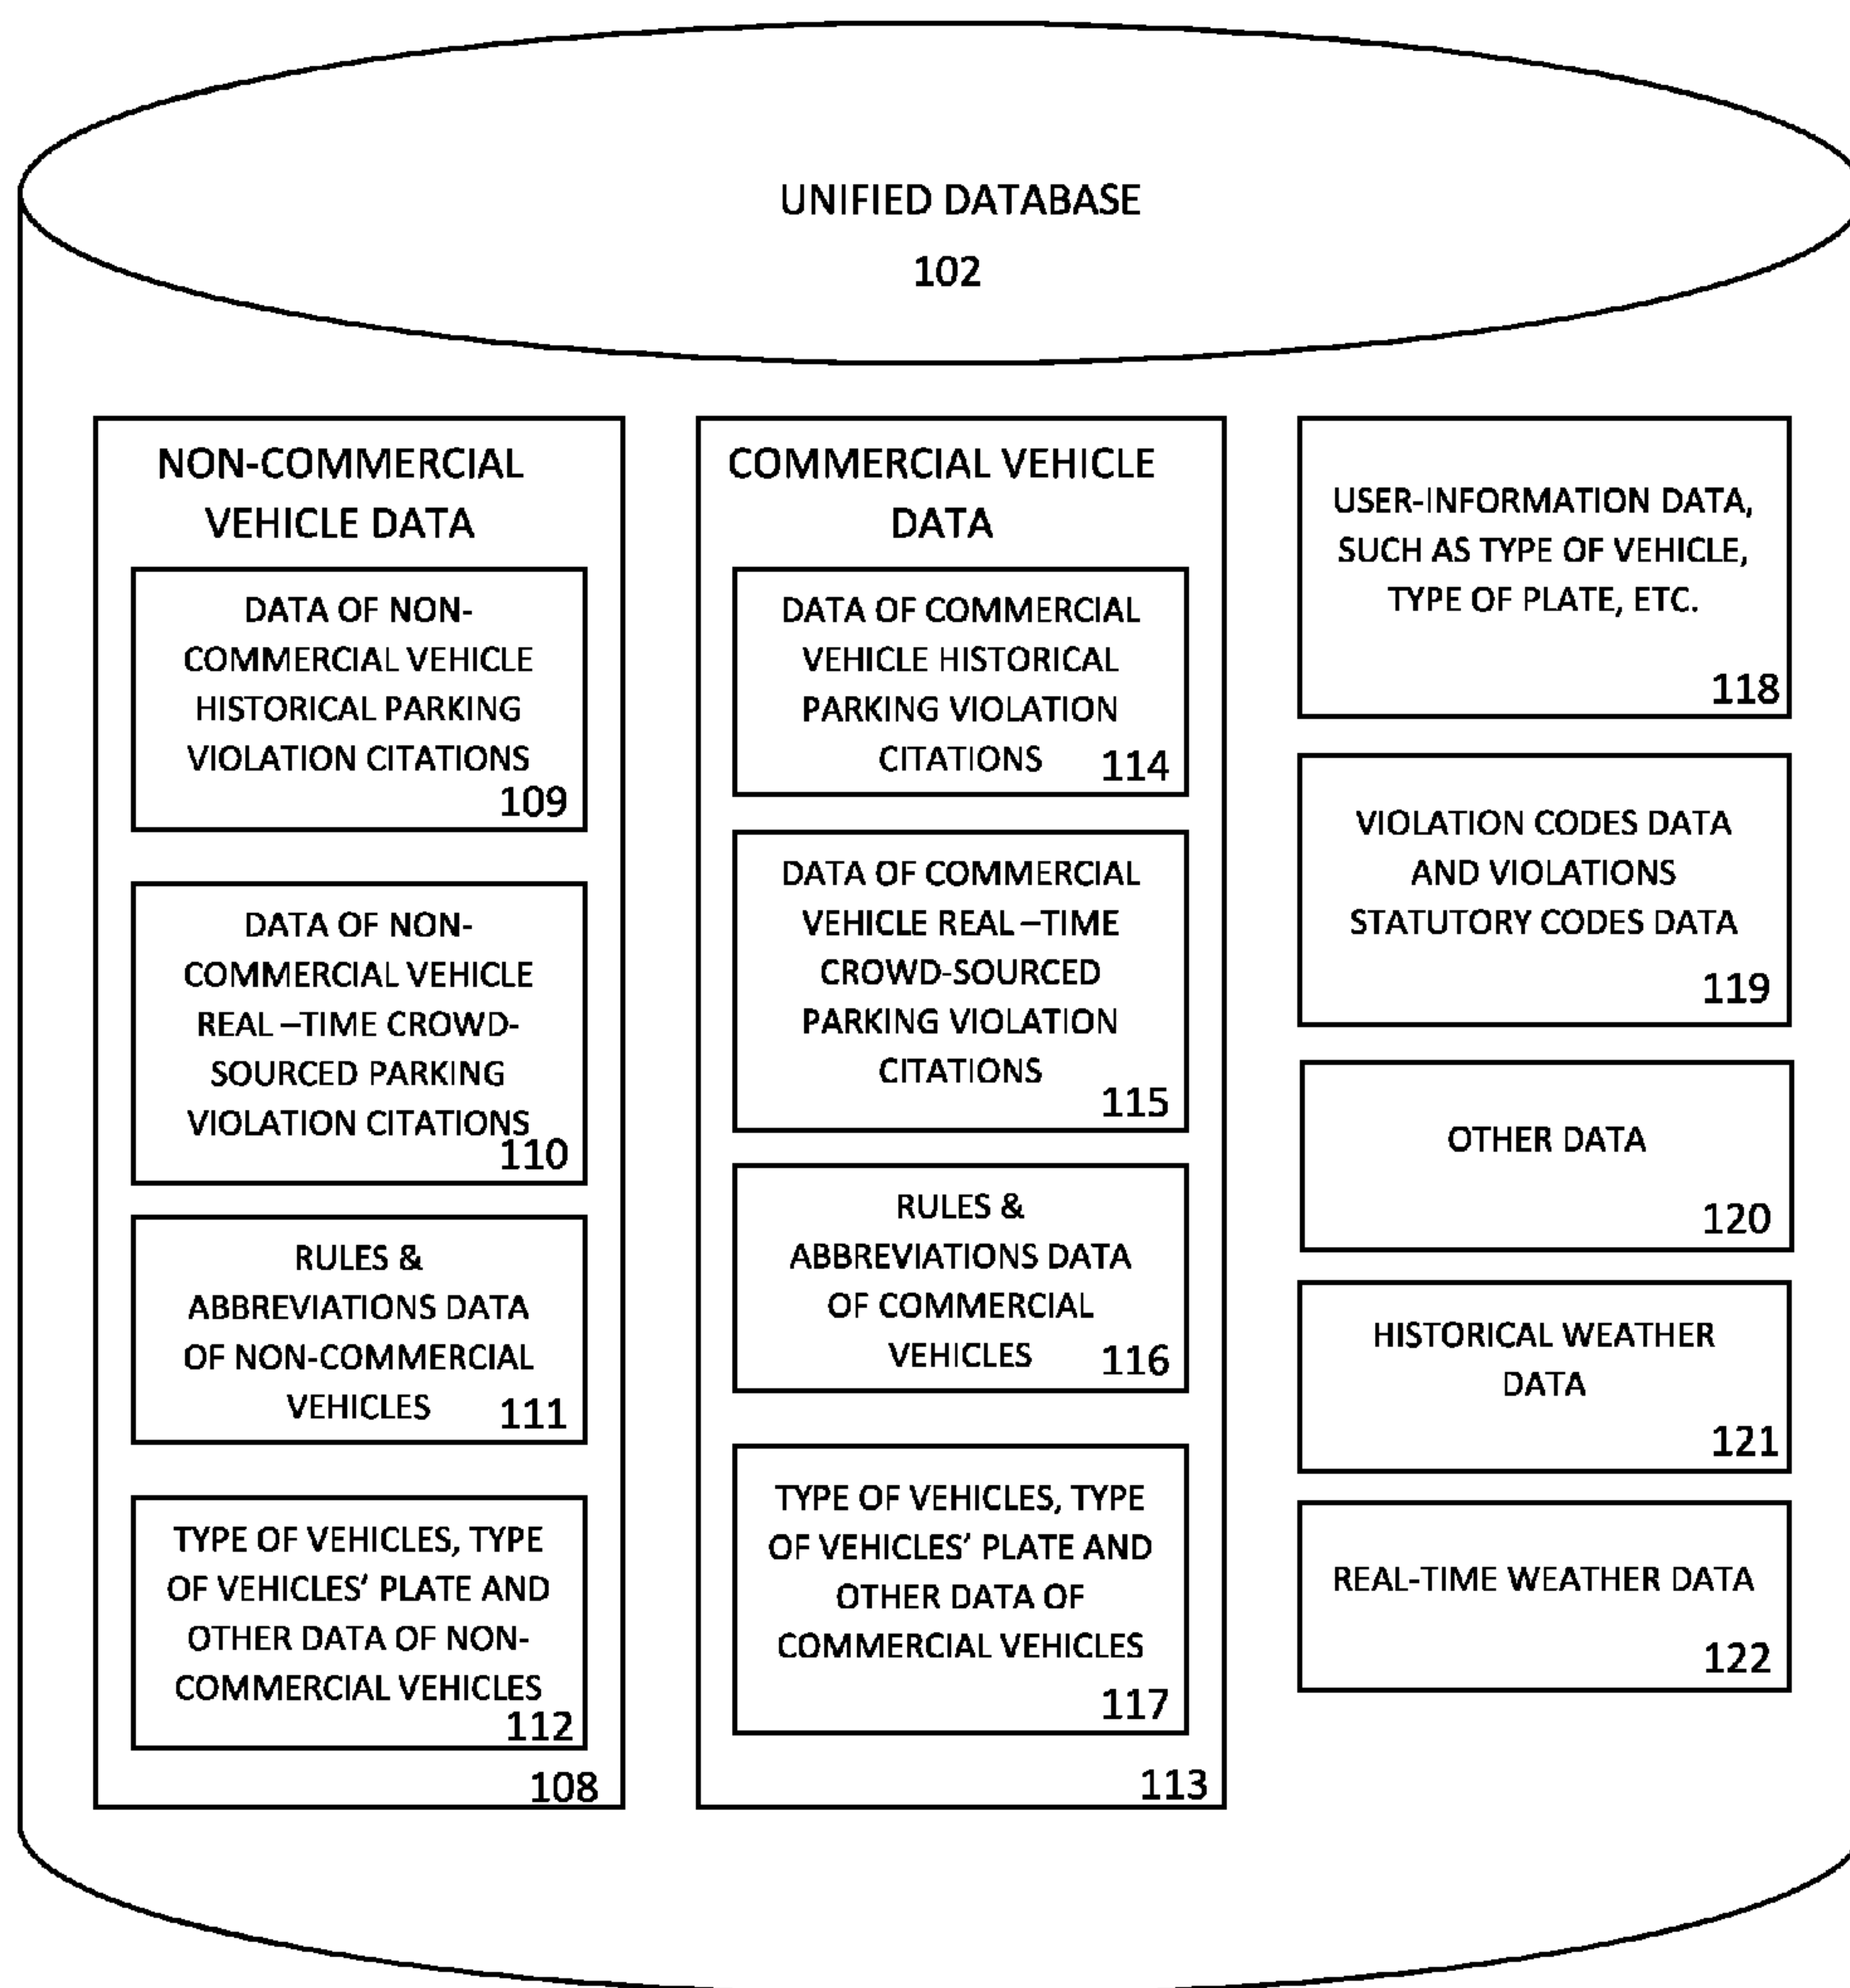 UNIFIED DATABASE
102
NON-COMMERCIAL
VEHICLE DATA
DATA OF NON-
COMMERCIAL VEHICLE
HISTORICAL PARKING
VIOLATION CITATIONS
109
DATA OF NON-
COMMERCIAL VEHICLE
REAL –TIME CROWD-
SOURCED PARKING
VIOLATION CITATIONS
110
RULES &
ABBREVIATIONS DATA
OF NON-COMMERCIAL
VEHICLES 111
TYPE OF VEHICLES, TYPE
OF VEHICLES’ PLATE AND
OTHER DATA OF NON-
COMMERCIAL VEHICLES
112
108
COMMERCIAL VEHICLE
DATA
DATA OF COMMERCIAL
VEHICLE HISTORICAL
PARKING VIOLATION
CITATIONS 114
DATA OF COMMERCIAL
VEHICLE REAL –TIME
CROWD-SOURCED
PARKING VIOLATION
CITATIONS
115
RULES &
ABBREVIATIONS DATA
OF COMMERCIAL
VEHICLES 116
TYPE OF VEHICLES, TYPE
OF VEHICLES’ PLATE AND
OTHER DATA OF
COMMERCIAL VEHICLES
117
113
USER-INFORMATION DATA,
SUCH AS TYPE OF VEHICLE,
TYPE OF PLATE, ETC.
118
VIOLATION CODES DATA
AND VIOLATIONS
STATUTORY CODES DATA
119
OTHER DATA
120
HISTORICAL WEATHER
DATA
121
REAL-TIME WEATHER DATA
122